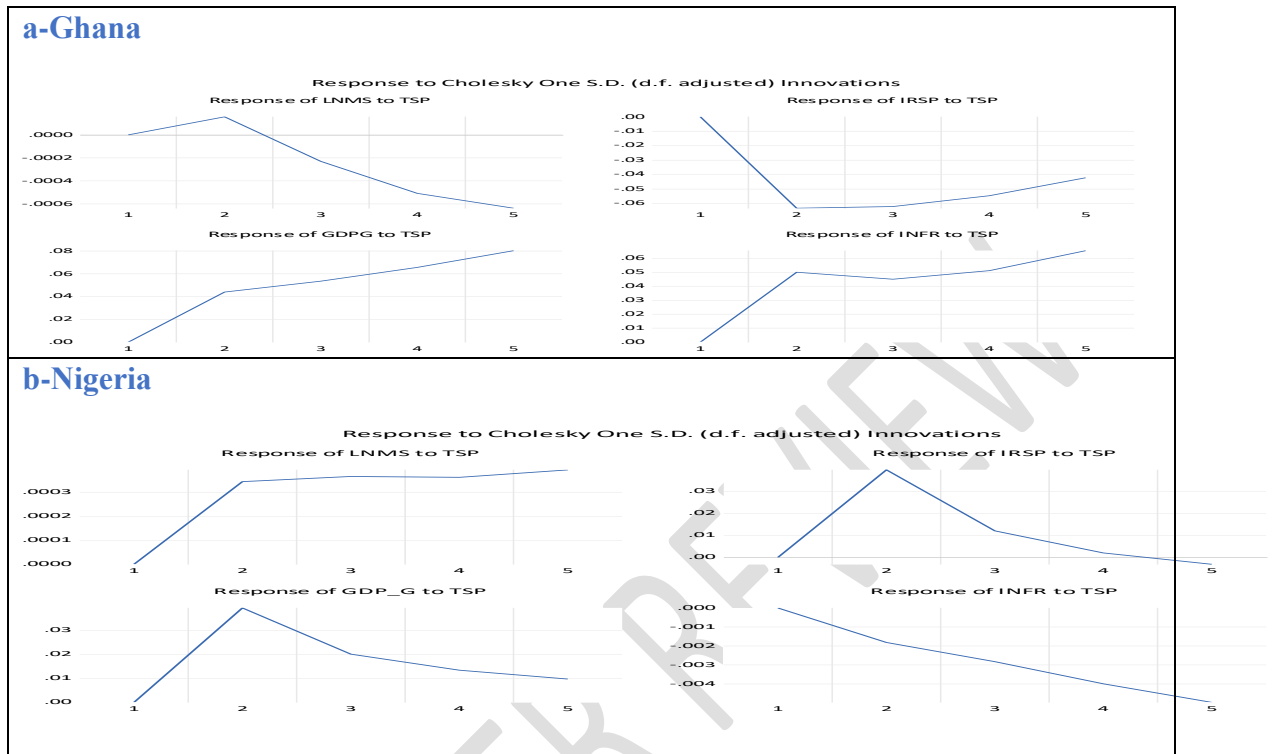 a-Ghana
Response to Cholesky One S.D. (d.f. adjusted) Innovations
Response of LNMS to TSP
.0000
-.0002
-.0004
-.0006
1 2 3 4 5
Response of IRSP to TSP
.00
-.01
-.02
-.03
-.04
-.05
-.06
1 2 3 4 5
Response of GDPG to TSP
.08
.06
.04
.02
.00
1 2 3 4 5
Response of INFR to TSP
.06
.05
.04
.03
.02
.01
.00
1 2 3 4 5
b-Nigeria
Response to Cholesky One S.D. (d.f. adjusted) Innovations
Response of LNMS to TSP
.0003
.0002
.0001
.0000
1 2 3 4 5
Response of IRSP to TSP
.03
.02
.01
.00
1 2 3 4 5
Response of GDP_G to TSP
.03
.02
.01
.00
1 2 3 4 5
Response of INFR to TSP
.000
-.001
-.002
-.003
-.004
1 2 3 4 5